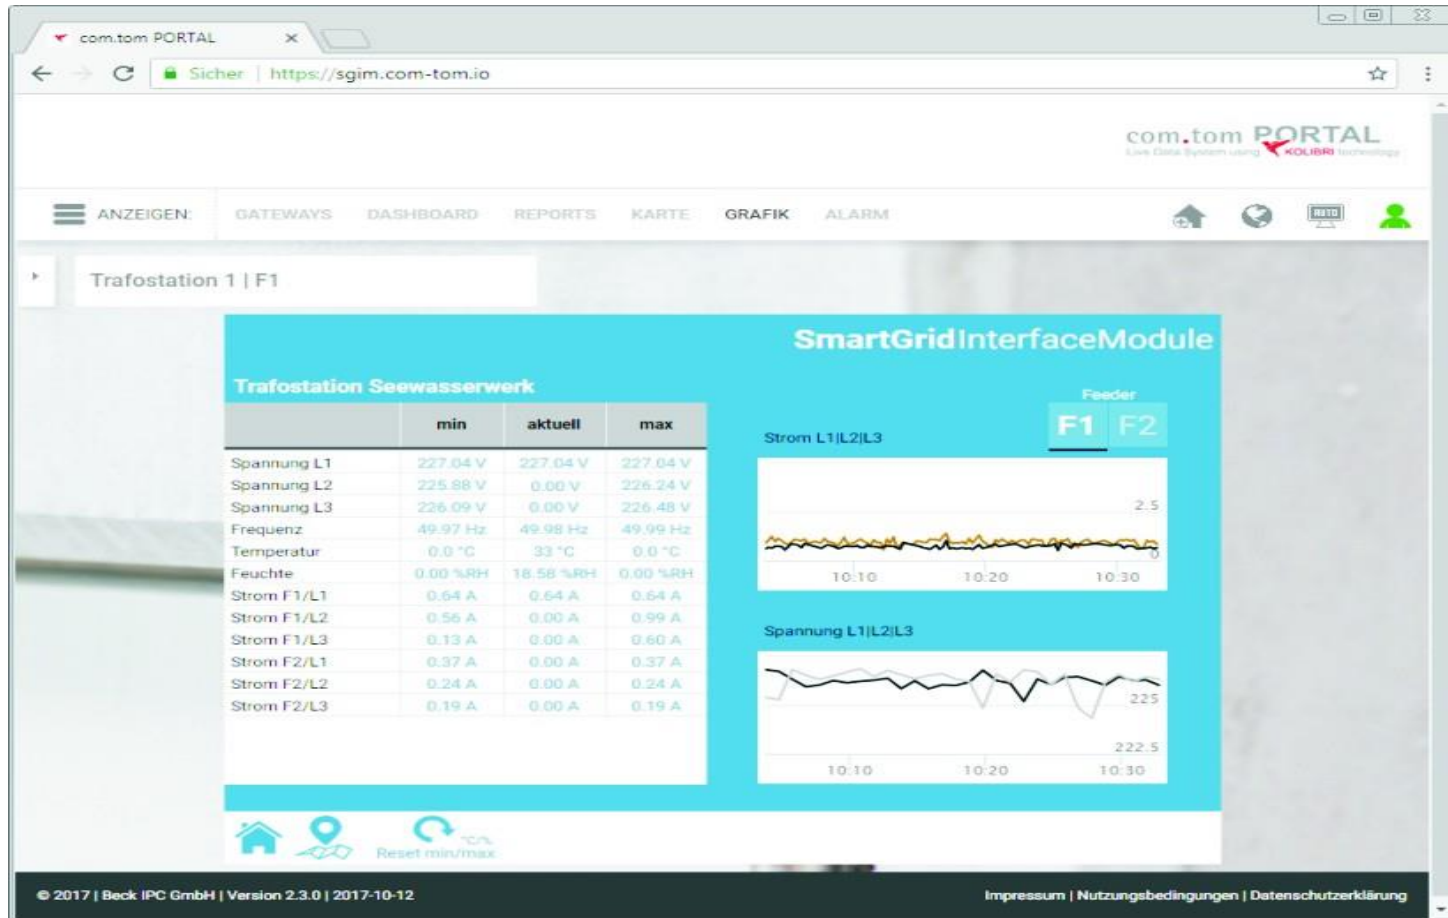 com.tom PORTAL
Sicher | https://sgim.com-tom.io
com.tom PORTAL
Live Data System using KOLIBRI technology
ANZEIGEN: GATEWAYS DASHBOARD REPORTS KARTE GRAFIK ALARM AUTO
Trafostation 1 | F1
SmartGridInterfaceModule
Trafostation Seewasserwerk
min aktuell max
Spannung L1 227.04 V 227.04 V 227.04 V
Spannung L2 225.88 V 0.00 V 226.24 V
Spannung L3 226.09 V 0.00 V 226.48 V
Frequenz 49.97 Hz 49.98 Hz 49.99 Hz
Temperatur 0.0 °C 33 °C 0.0 °C
Feuchte 0.00 %RH 18.58 %RH 0.00 %RH
Strom F1/L1 0.64 A 0.64 A 0.64 A
Strom F1/L2 0.56 A 0.00 A 0.99 A
Strom F1/L3 0.13 A 0.00 A 0.60 A
Strom F2/L1 0.37 A 0.00 A 0.37 A
Strom F2/L2 0.24 A 0.00 A 0.24 A
Strom F2/L3 0.19 A 0.00 A 0.19 A
Feeder
F1 F2
Strom L1|L2|L3
2.5
0
10:10 10:20 10:30
Spannung L1|L2|L3
225
222.5
10:10 10:20 10:30
Reset min/max
© 2017 | Beck IPC GmbH | Version 2.3.0 | 2017-10-12
Impressum | Nutzungsbedingungen | Datenschutzerklärung